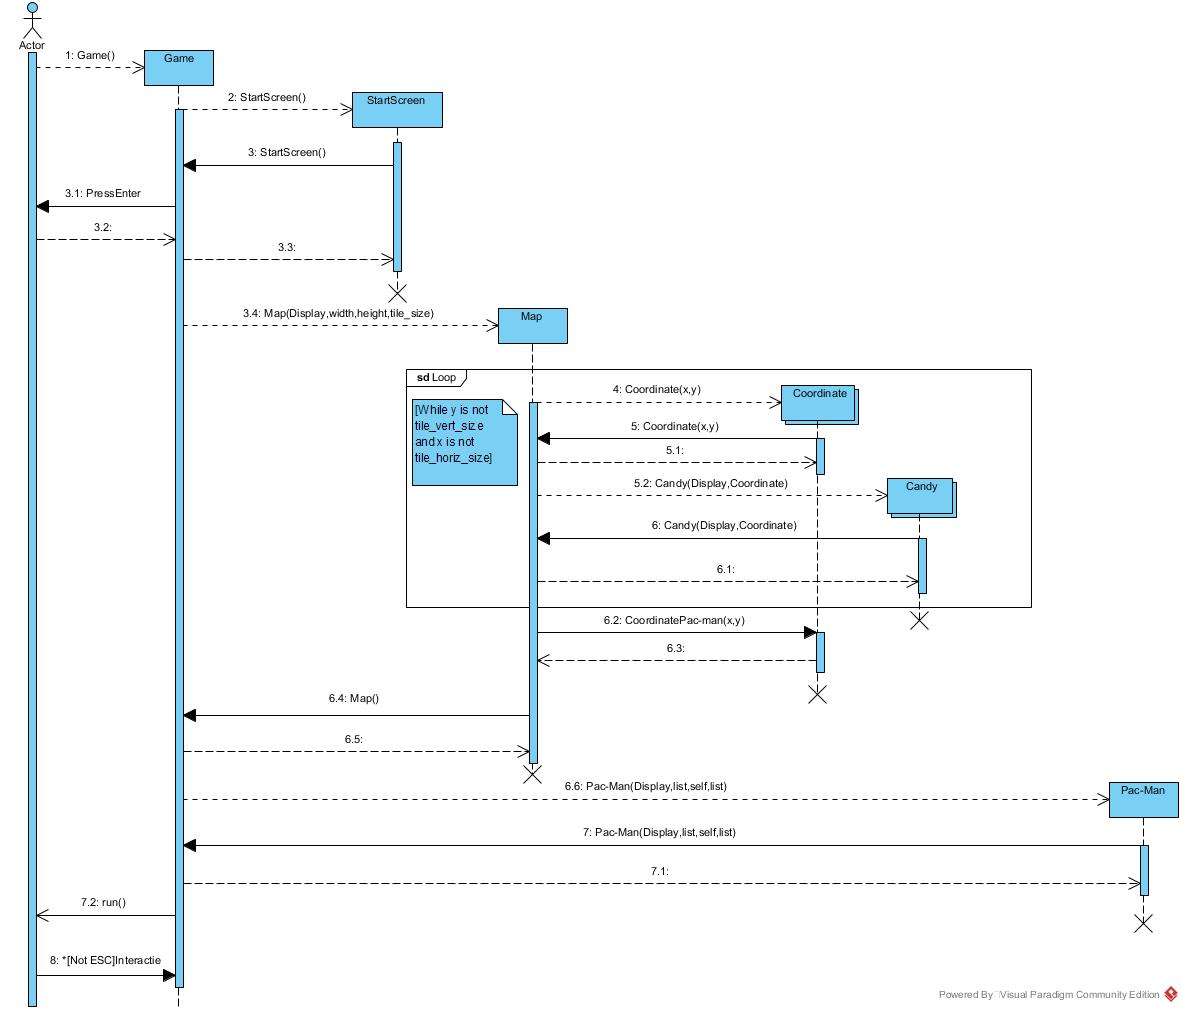 Actor
1: Game()
Game
2: StartScreen()
StartScreen
3: StartScreen()
3.1: PressEnter
3.2:
3.3:
3.4: Map(Display,width,height,tile_size)
Map
sd Loop
[While y is not
tile_vert_size
and x is not
tile_horiz_size]
4: Coordinate(x,y)
Coordinate
5: Coordinate(x,y)
5.1:
5.2: Candy(Display,Coordinate)
Candy
6: Candy(Display,Coordinate)
6.1:
6.2: CoordinatePac-man(x,y)
6.3:
6.4: Map()
6.5:
6.6: Pac-Man(Display,list,self,list)
Pac-Man
7: Pac-Man(Display,list,self,list)
7.1:
7.2: run()
8: *[Not ESC]Interactie
Powered By Visual Paradigm Community Edition